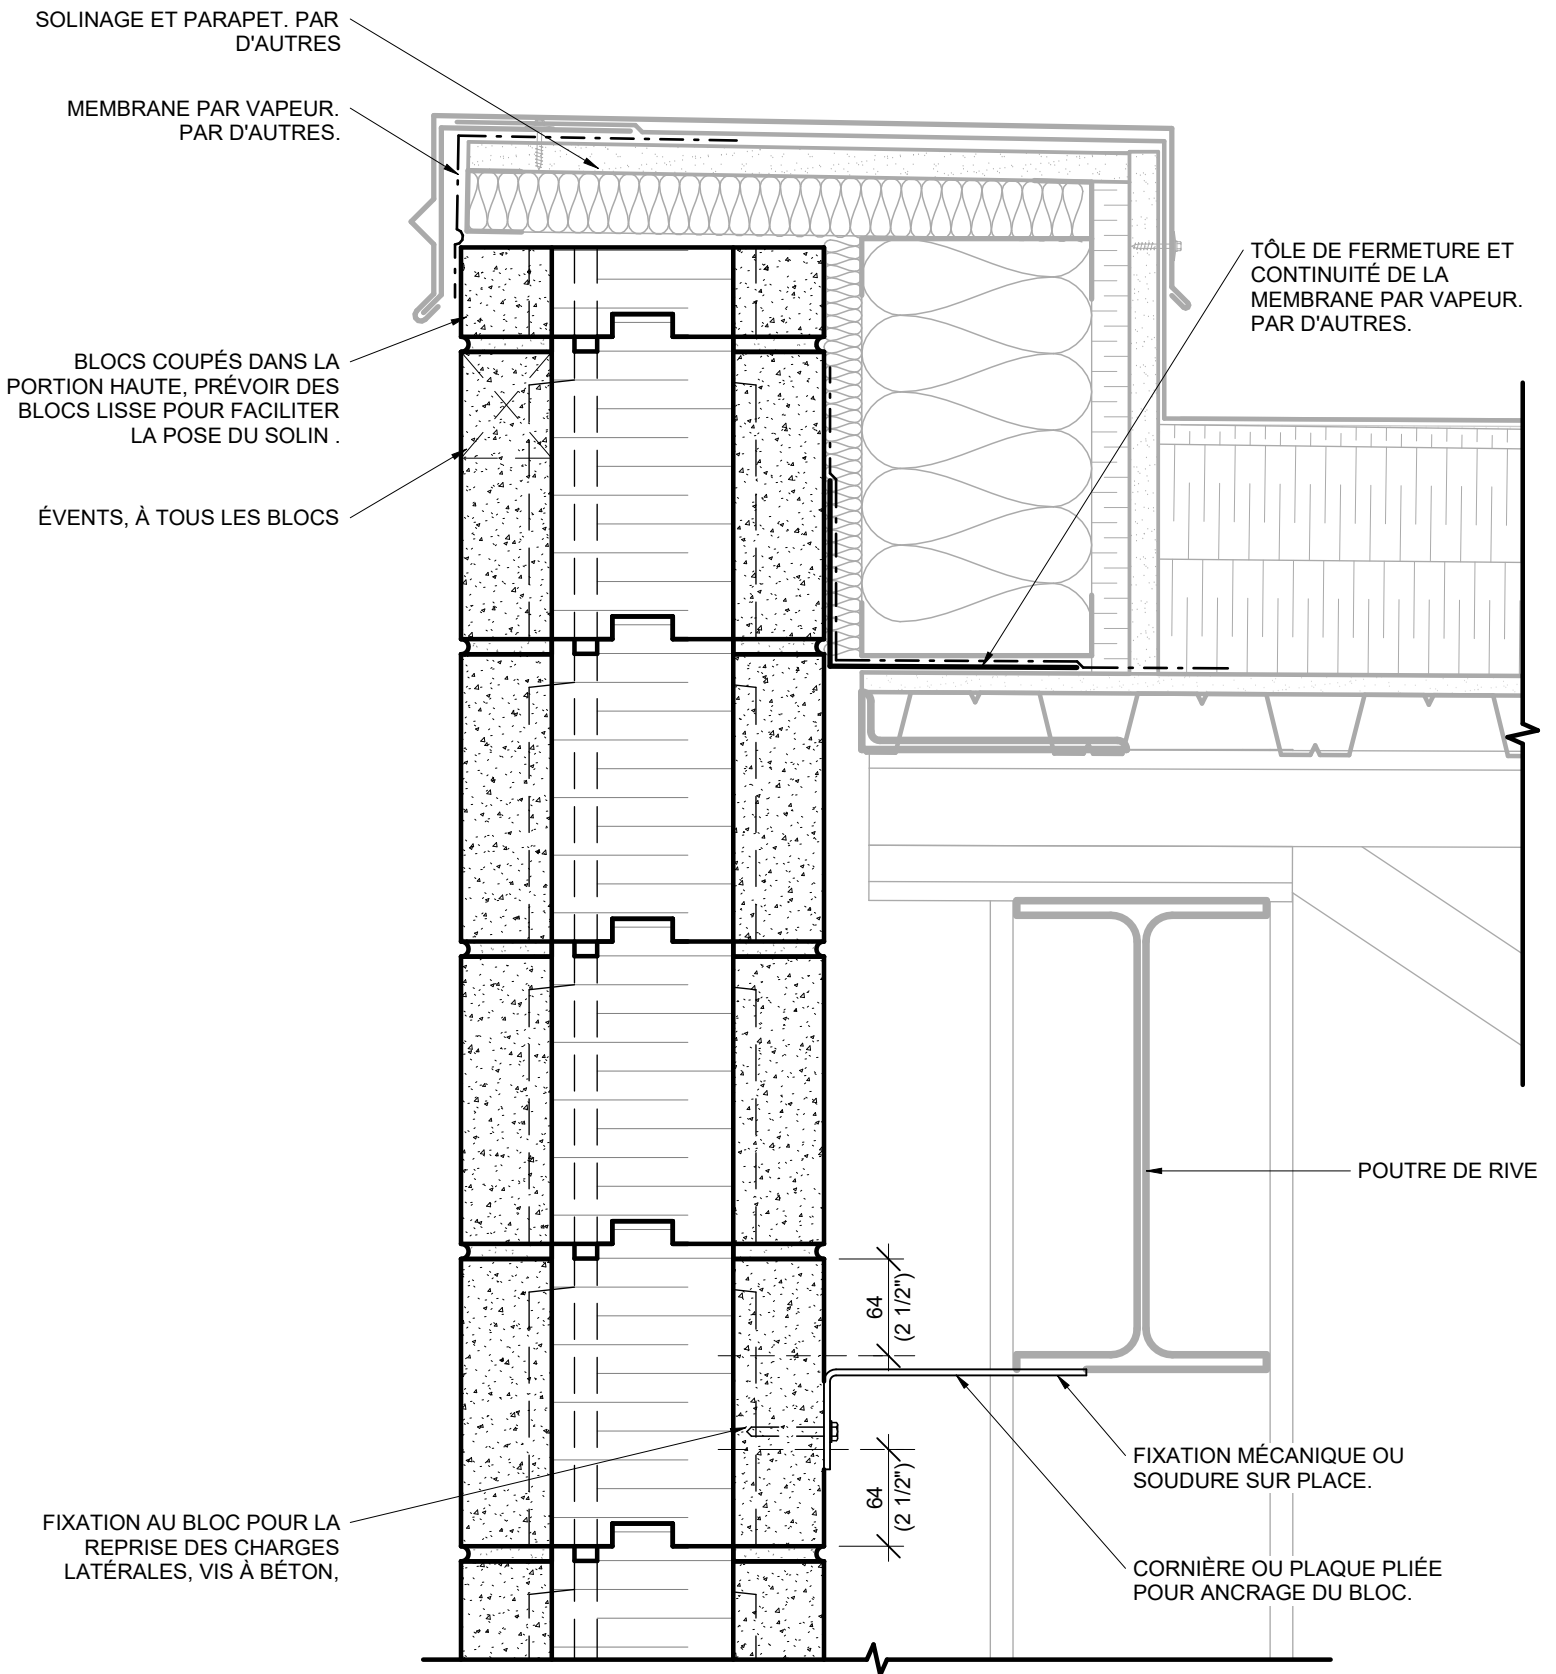 SOLINAGE ET PARAPET. PAR
D'AUTRES
MEMBRANE PAR VAPEUR.
PAR D'AUTRES.
TÔLE DE FERMETURE ET
CONTINUITÉ DE LA
MEMBRANE PAR VAPEUR.
PAR D'AUTRES.
BLOCS COUPÉS DANS LA
PORTION HAUTE, PRÉVOIR DES
BLOCS LISSE POUR FACILITER
LA POSE DU SOLIN .
ÉVENTS, À TOUS LES BLOCS
POUTRE DE RIVE
64
(2 1/2")
64
(2 1/2")
FIXATION MÉCANIQUE OU
SOUDURE SUR PLACE.
FIXATION AU BLOC POUR LA
REPRISE DES CHARGES
LATÉRALES, VIS À BÉTON,
CORNIÈRE OU PLAQUE PLIÉE
POUR ANCRAGE DU BLOC.